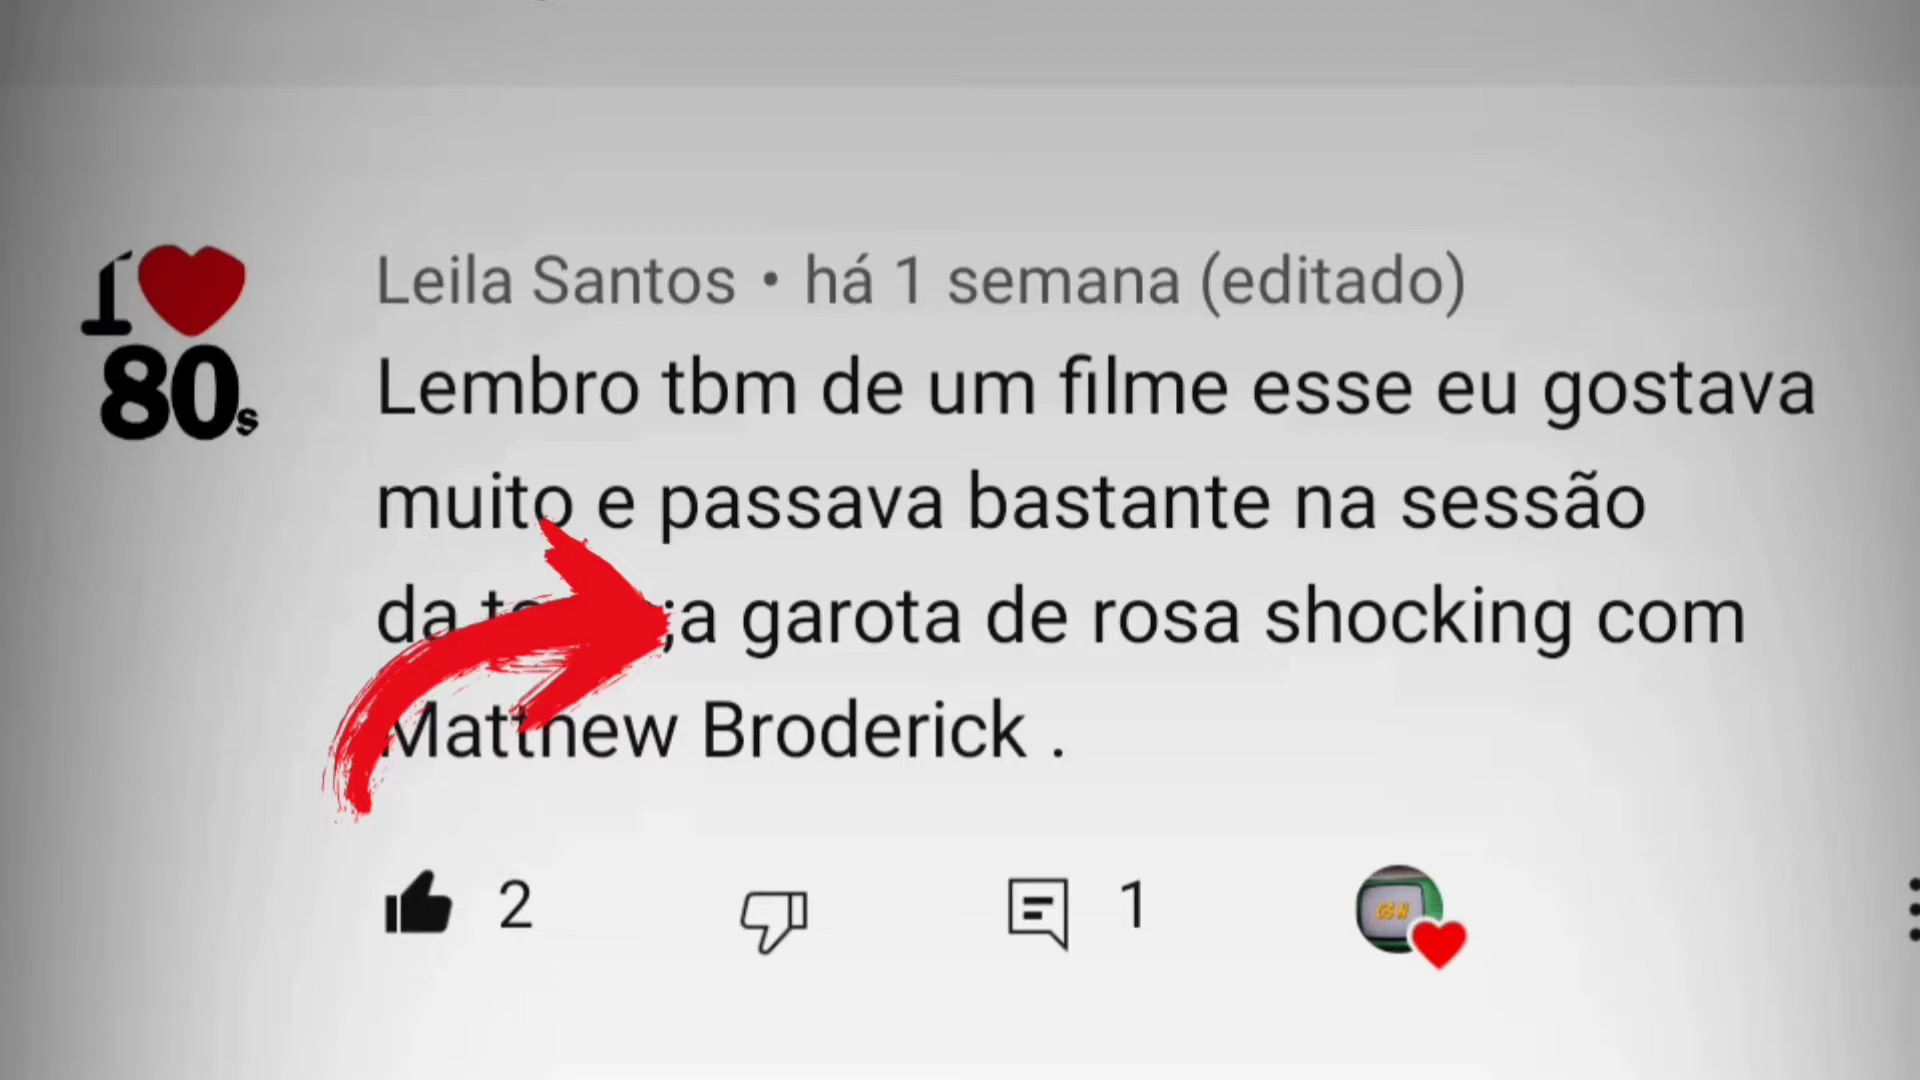 I
80s
Leila Santos • há 1 semana (editado)
Lembro tbm de um filme esse eu gostava
muito e passava bastante na sessão
da ;a garota de rosa shocking com
Matthew Broderick .
2
1